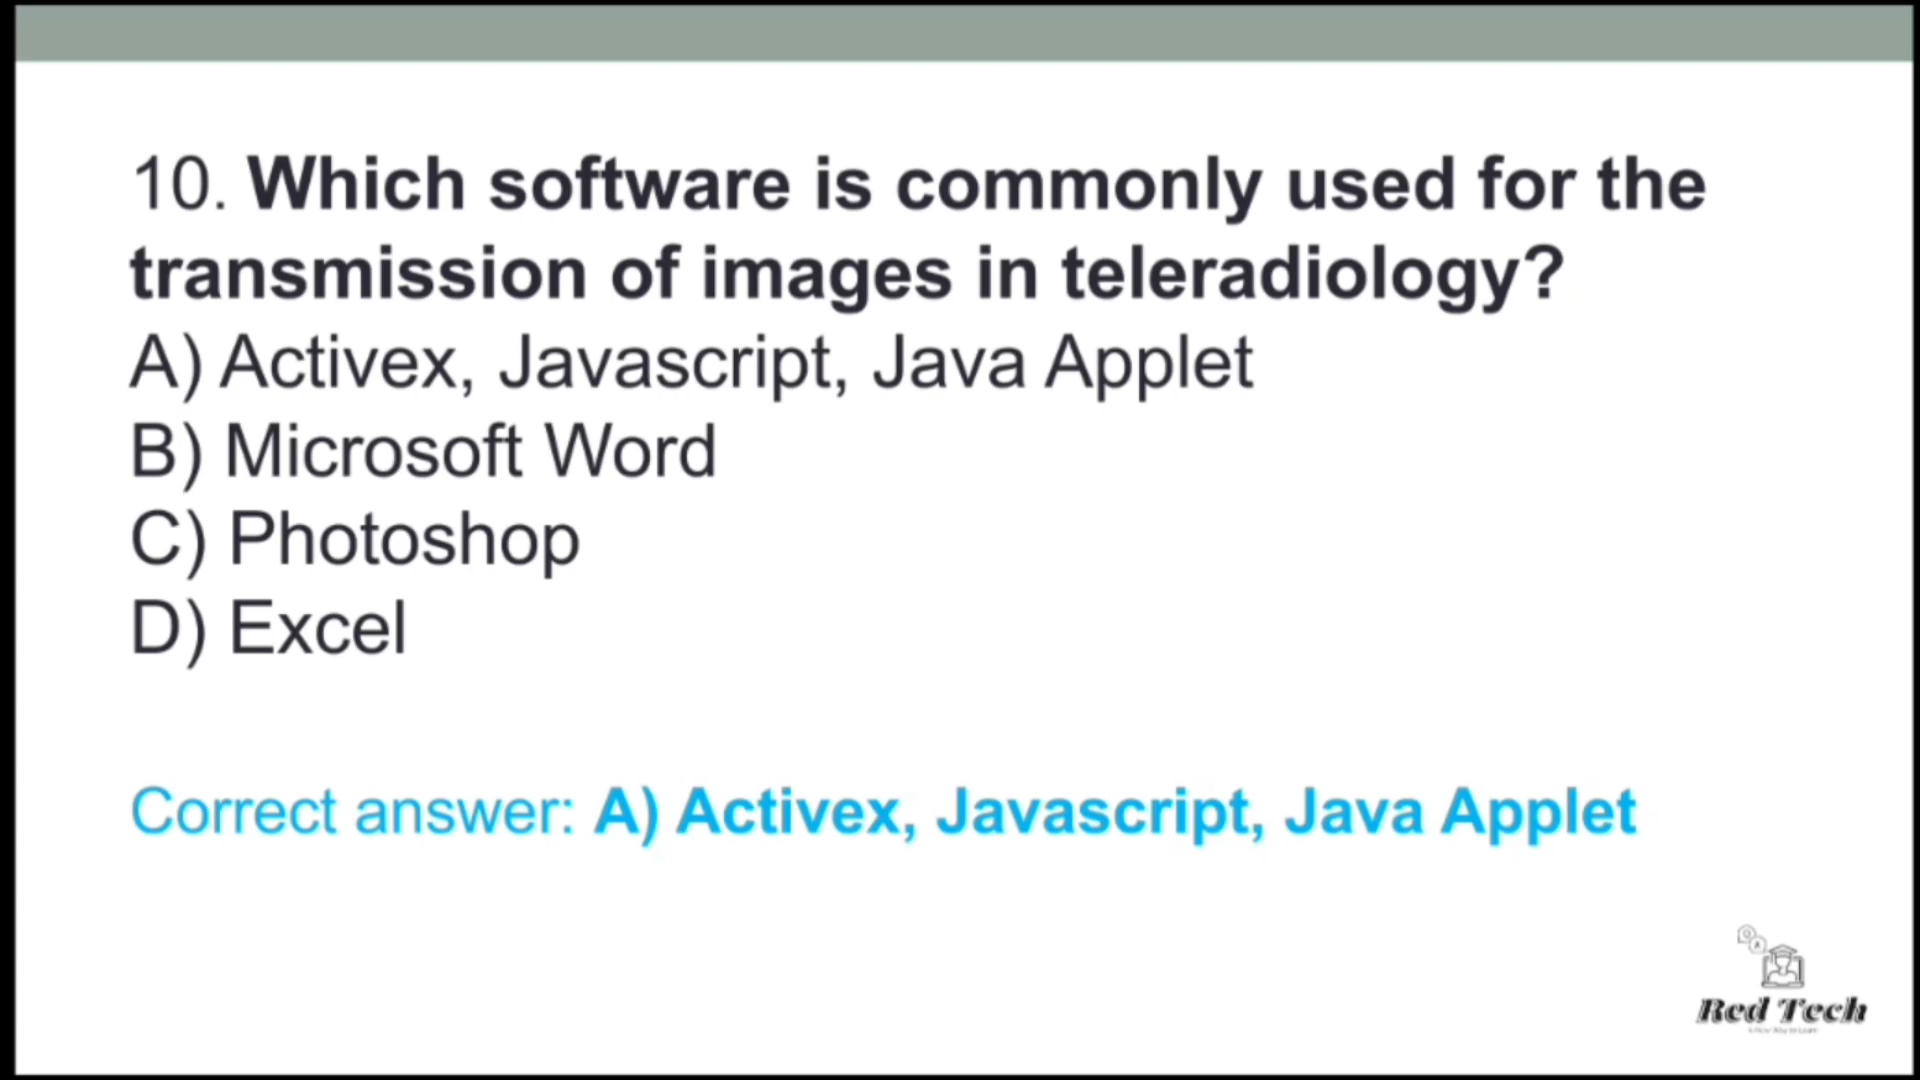 10. Which software is commonly used for the
transmission of images in teleradiology?
A) Activex, Javascript, Java Applet
B) Microsoft Word
C) Photoshop
D) Excel
Correct answer: A) Activex, Javascript, Java Applet
Q
A
Red Tech